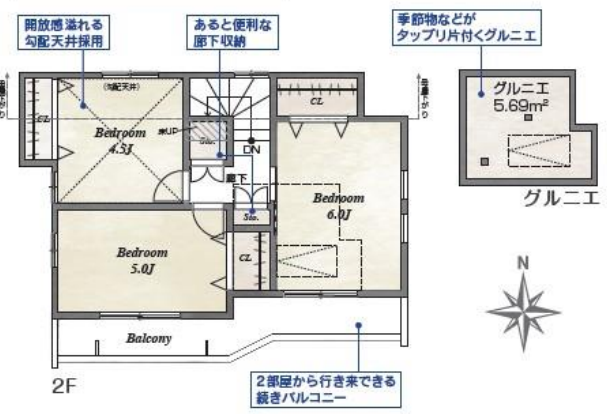 開放感溢れる
勾配天井採用
あると便利な
廊下収納
季節物などが
タップリ片付くグルニエ
(勾配天井)
CL
Bedroom
4.5J
UP
Sto.
DN
廊下
Sto.
CL
Bedroom
6.0J
Bedroom
5.0J
CL
グルニエ
5.69m²
グルニエ
Balcony
N
2F
2部屋から行き来できる
続きバルコニー